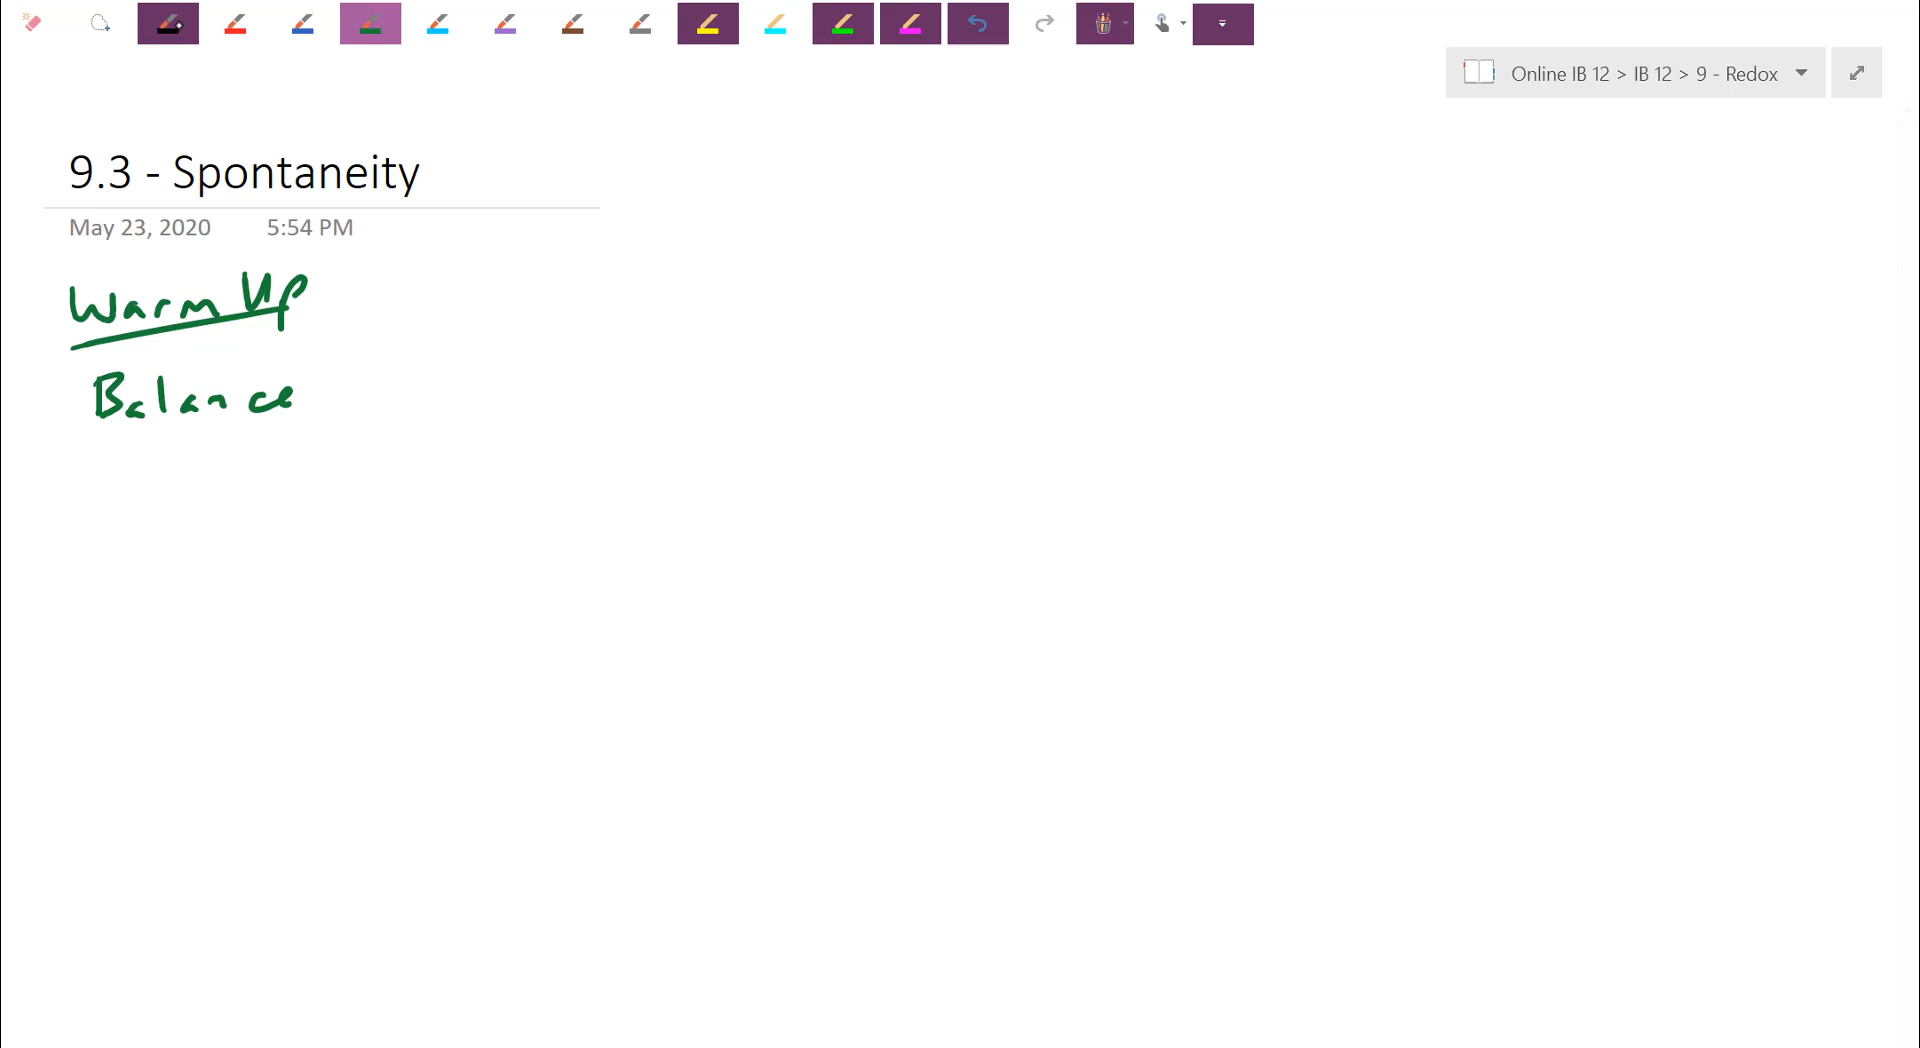 Online IB 12 > IB 12 > 9 - Redox
9.3 - Spontaneity
May 23, 2020 5:54 PM
Warm Up
Balance